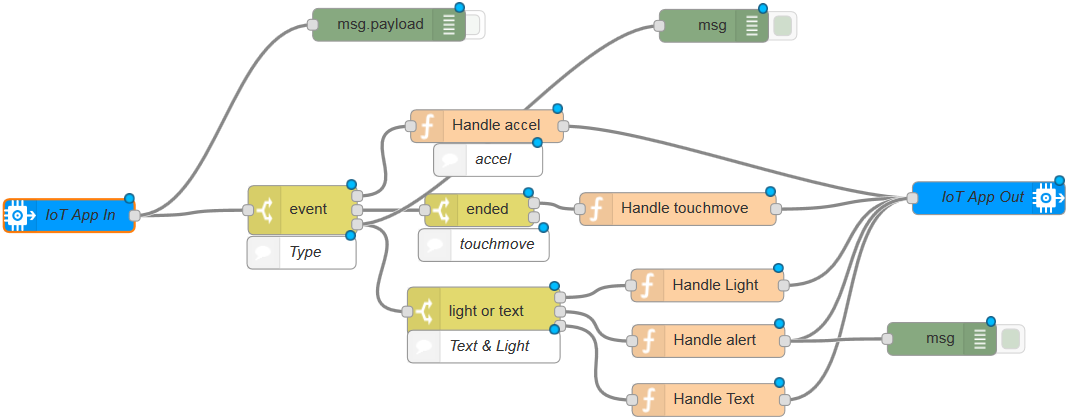 msg.payload
msg
Handle accel
accel
IoT App In
event
Type
ended
touchmove
Handle touchmove
IoT App Out
light or text
Text & Light
Handle Light
Handle alert
msg
Handle Text